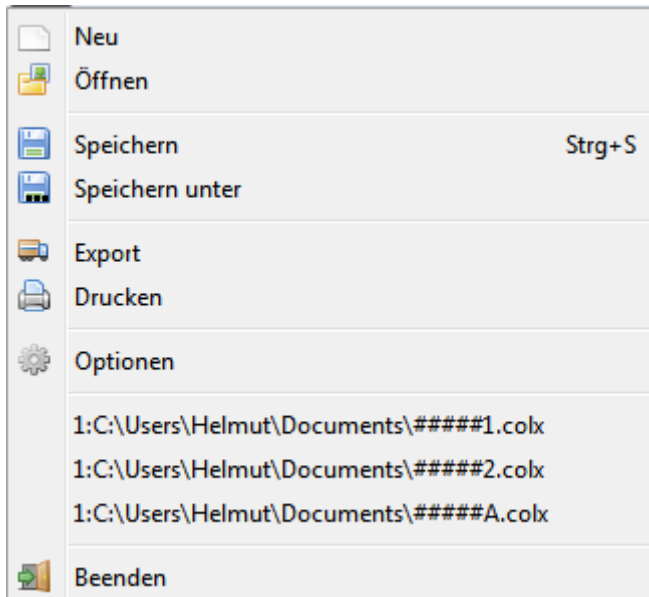 Neu
Öffnen
Speichern Strg+S
Speichern unter
Export
Drucken
Optionen
1:C:\Users\Helmut\Documents\#####1.colx
1:C:\Users\Helmut\Documents\#####2.colx
1:C:\Users\Helmut\Documents\#####A.colx
Beenden